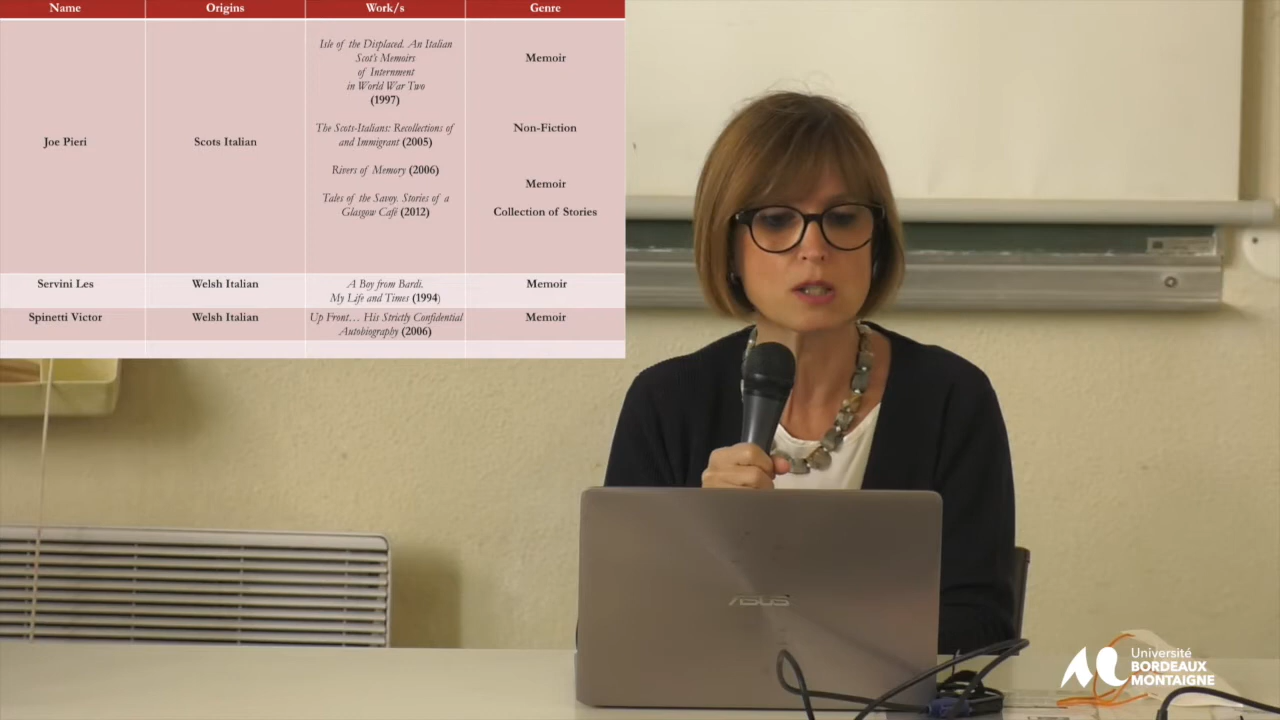 Name Origins Work/s Genre
Isle of the Displaced. An Italian
Scot's Memoirs
of Internment
in World War Two
(1997)
Memoir
The Scots-Italians: Recollections of
and Immigrant (2005)
Non-Fiction
Joe Pieri
Scots Italian
Rivers of Memory (2006)
Memoir
Tales of the Savoy. Stories of a
Glasgow Café (2012)
Collection of Stories
Servini Les
Welsh Italian
A Boy from Bardi.
My Life and Times (1994)
Memoir
Spinetti Victor
Welsh Italian
Up Front… His Strictly Confidential
Autobiography (2006)
Memoir
ASUS
Université
BORDEAUX
MONTAIGNE